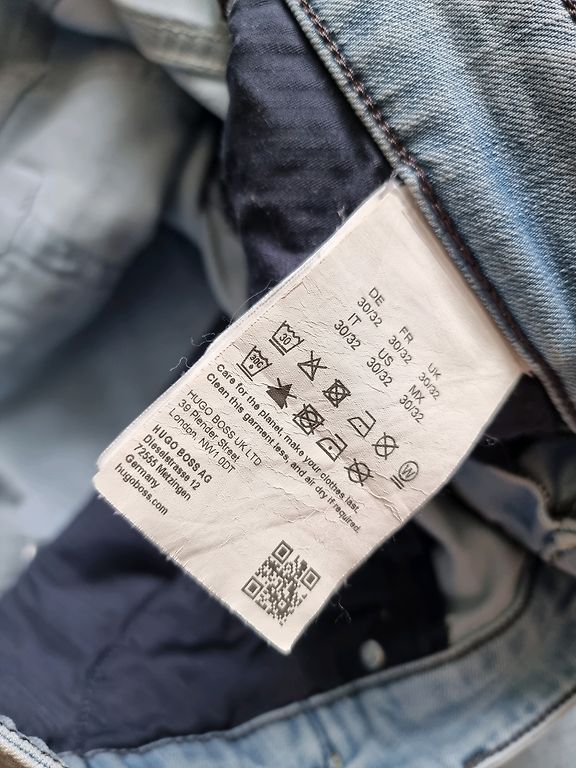 DE FR UK
30/32 30/32 30/32
IT US MX
30/32 30/32 30/32
30
30C
W
Care for the planet, make your clothes last.
Clean this garment less, and air dry if required.
HUGO BOSS UK LTD
39 Plender Street
London, NW1 0DT
HUGO BOSS AG
Dieselstrasse 12
72555 Metzingen
Germany
hugoboss.com